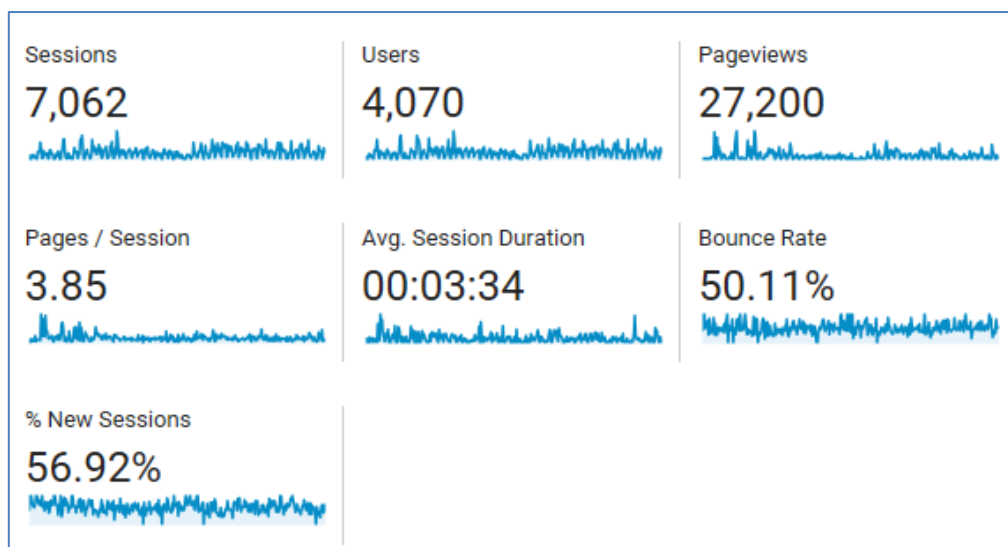 Sessions
7,062
Users
4,070
Pageviews
27,200
Pages / Session
3.85
Avg. Session Duration
00:03:34
Bounce Rate
50.11%
% New Sessions
56.92%